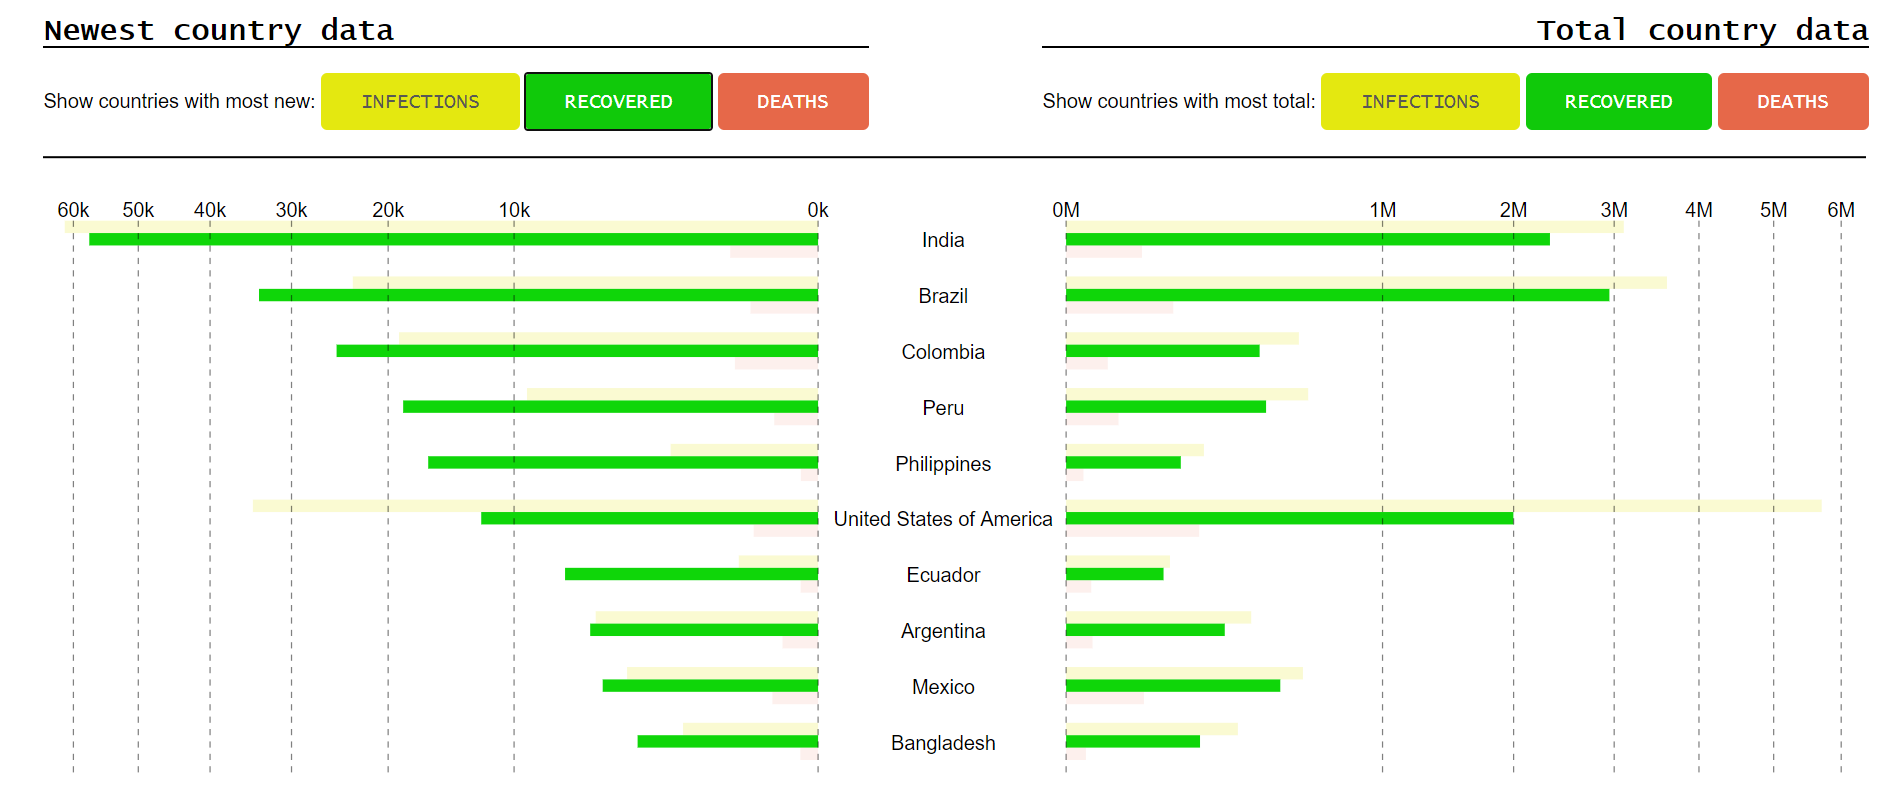 Newest country data
Total country data
Show countries with most new: INFECTIONS RECOVERED DEATHS
Show countries with most total: INFECTIONS RECOVERED DEATHS
60k 50k 40k 30k 20k 10k 0k
0M 1M 2M 3M 4M 5M 6M
India
Brazil
Colombia
Peru
Philippines
United States of America
Ecuador
Argentina
Mexico
Bangladesh